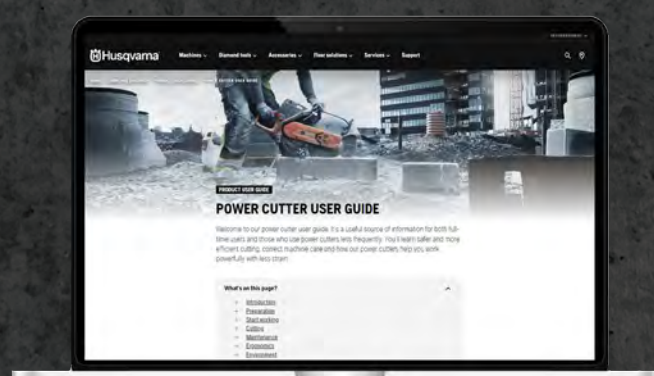 Husqvarna
Machines Diamond tools Accessories Floor solutions Services Support
PRODUCT USER GUIDE
POWER CUTTER USER GUIDE
Welcome to our power cutter user guide. It's a useful source of information for both full-
time users and those who use power cutters less frequently. You'll learn safer and more
efficient cutting, correct machine care and how our power cutters help you work
powerfully with less strain.
What's on this page?
Introduction
Preparation
Start working
Cutting
Maintenance
Ergonomics
Environment